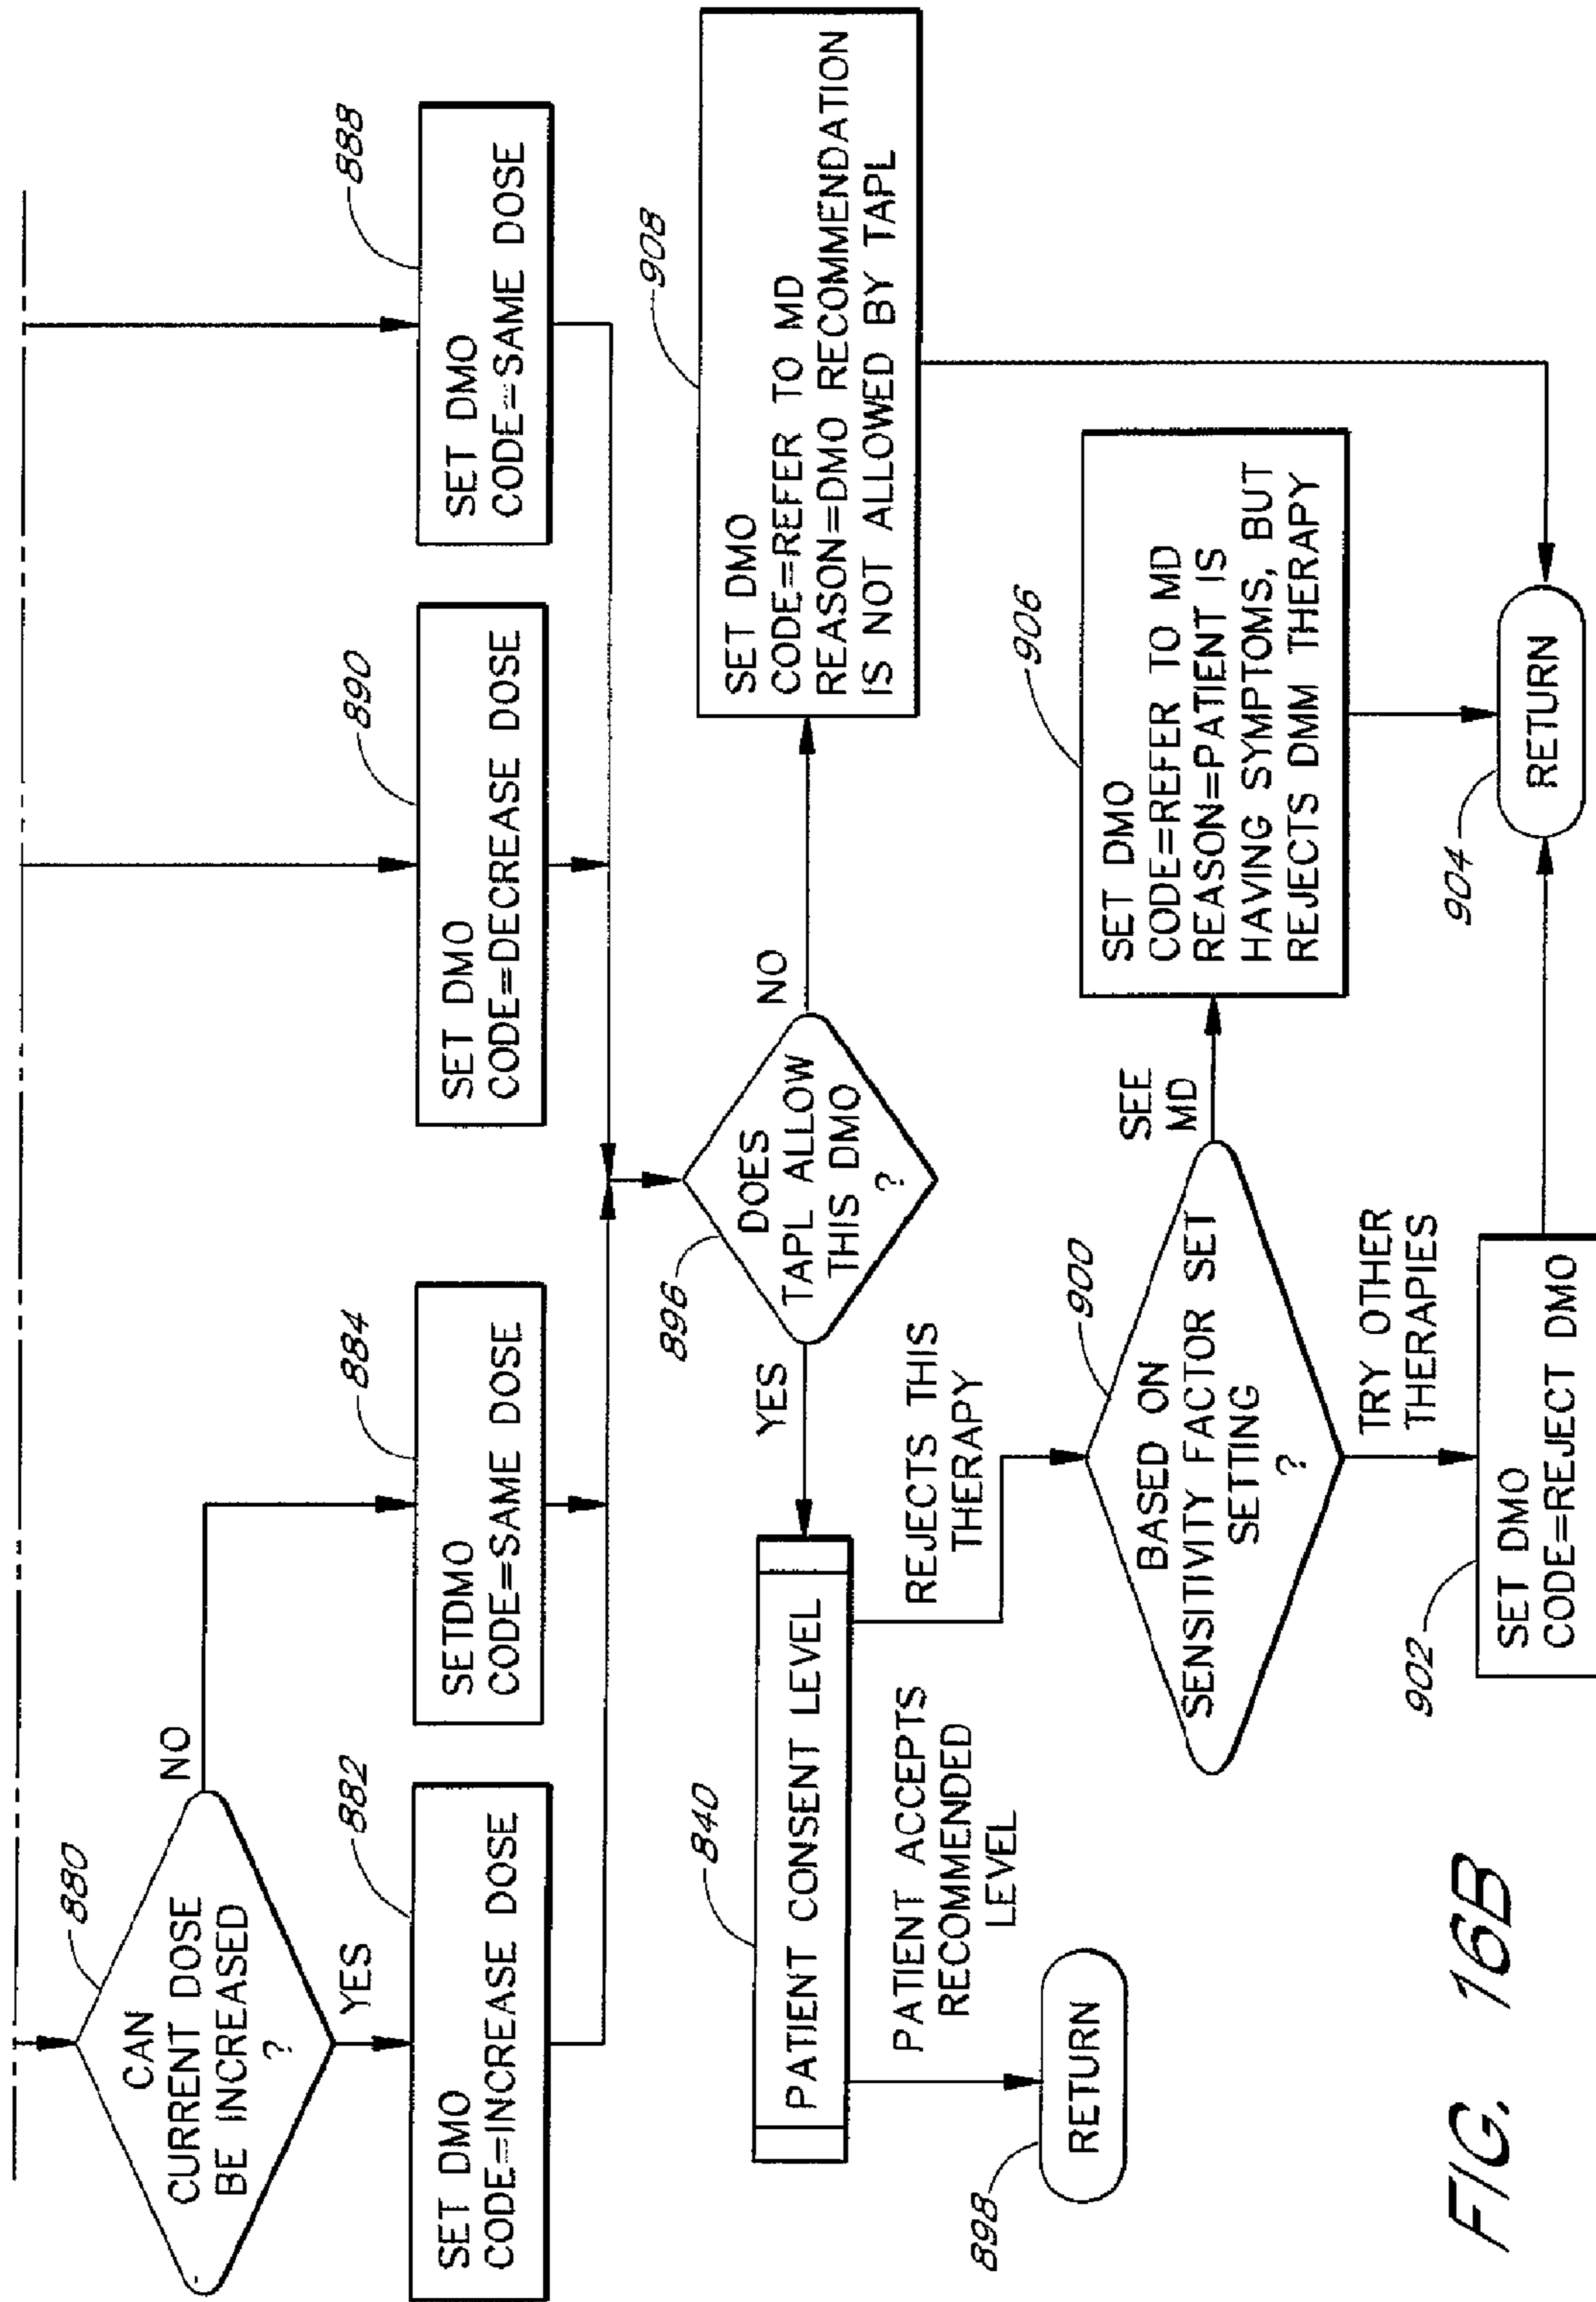 880
CAN
CURRENT DOSE
BE INCREASED
?
NO
YES
882
SET DMO
CODE=INCREASE DOSE
884
SETDMO
CODE=SAME DOSE
890
SET DMO
CODE=DECREASE DOSE
888
SET DMO
CODE=SAME DOSE
896
DOES
TAPL ALLOW
THIS DMO
?
YES
NO
908
SET DMO
CODE=REFER TO MD
REASON=DMO RECOMMENDATION
IS NOT ALLOWED BY TAPL
840
PATIENT CONSENT LEVEL
PATIENT ACCEPTS
RECOMMENDED
LEVEL
REJECTS THIS
THERAPY
898
RETURN
900
BASED ON
SENSITIVITY FACTOR SET
SETTING
?
SEE
MD
906
SET DMO
CODE=REFER TO MD
REASON=PATIENT IS
HAVING SYMPTOMS, BUT
REJECTS DMM THERAPY
TRY OTHER
THERAPIES
902
SET DMO
CODE=REJECT DMO
904
RETURN
FIG. 16B